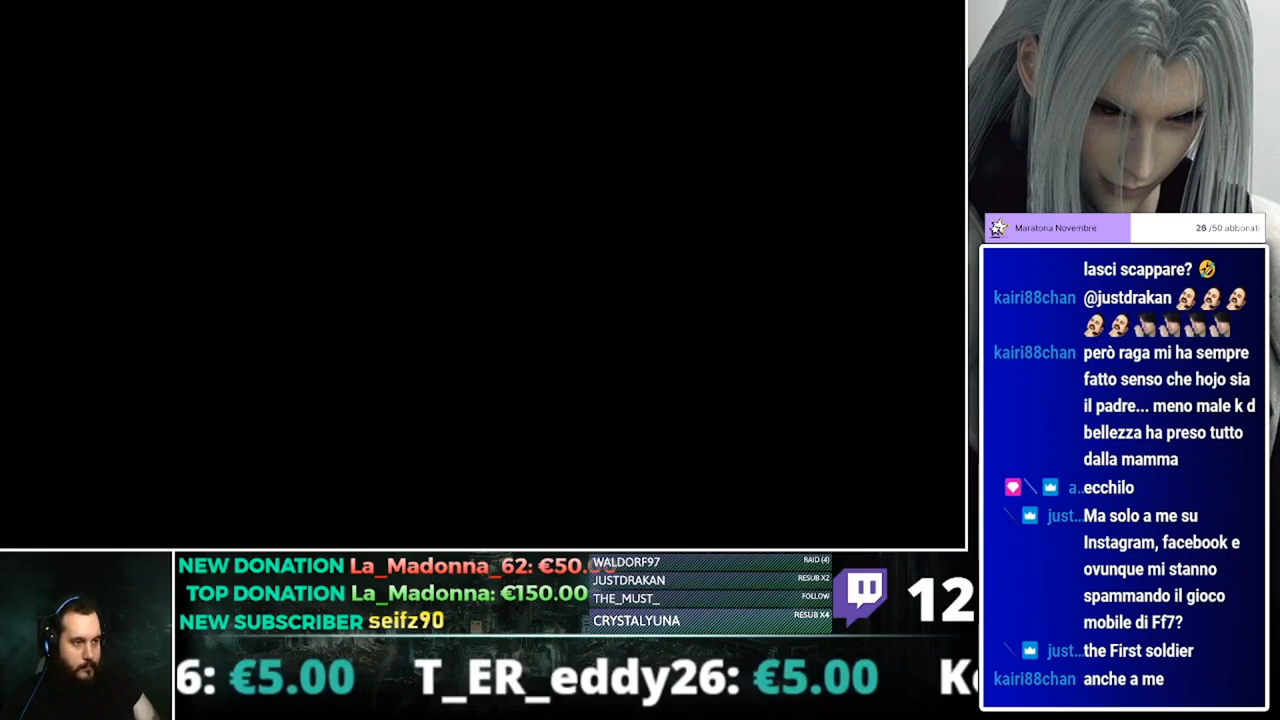 Maratona Novembre
26 /50 abbonati
lasci scappare? 🤣
kairi88chan @justdrakan
kairi88chan però raga mi ha sempre
fatto senso che hojo sia
il padre... meno male k d
bellezza ha preso tutto
dalla mamma
a..ecchilo
just..Ma solo a me su
Instagram, facebook e
ovunque mi stanno
spammando il gioco
mobile di Ff7?
just..the First soldier
kairi88chan anche a me
NEW DONATION La_Madonna_62: €50.
TOP DONATION La_Madonna: €150.00
NEW SUBSCRIBER seifz90
WALDORF97 RAID (4)
JUSTDRAKAN RESUB X2
THE_MUST_ FOLLOW
CRYSTALYUNA RESUB X4
12
6: €5.00 T_ER_eddy26: €5.00